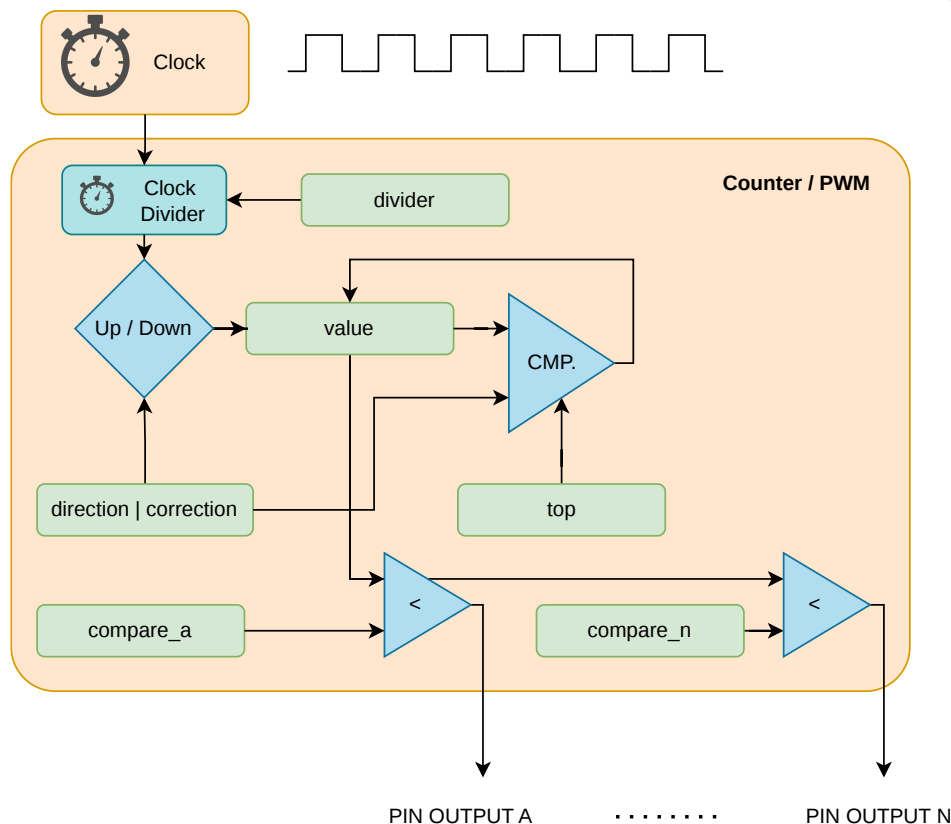 Clock
Counter / PWM
Clock
Divider
divider
Up / Down
value
CMP.
direction | correction
top
<
<
compare_a
compare_n
PIN OUTPUT A
. . . . . . . .
PIN OUTPUT N